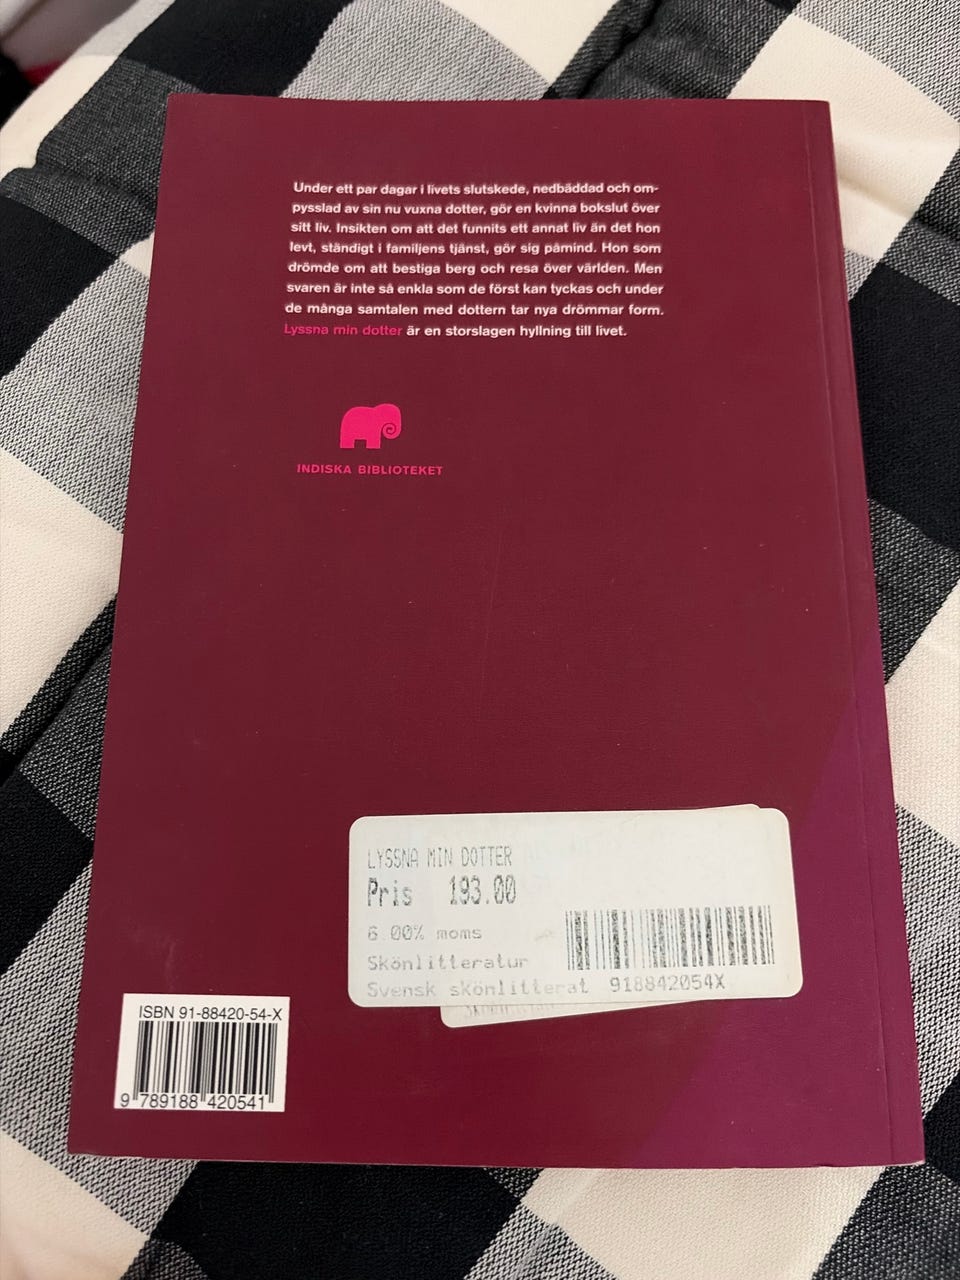 Under ett par dagar i livets slutskede, nedbäddad och om-
pysslad av sin nu vuxna dotter, gör en kvinna bokslut över
sitt liv. Insikten om att det funnits ett annat liv än det hon
levt, ständigt i familjens tjänst, gör sig påmind. Hon som
drömde om att bestiga berg och resa över världen. Men
svaren är inte så enkla som de först kan tyckas och under
de många samtalen med dottern tar nya drömmar form.
Lyssna min dotter är en storslagen hyllning till livet.
INDISKA BIBLIOTEKET
LYSSNA MIN DOTTER
Pris 193.00
6.00% moms
Skönlitteratur
Svensk skönlitterat 918842054X
ISBN 91-88420-54-X
9 789188 420541